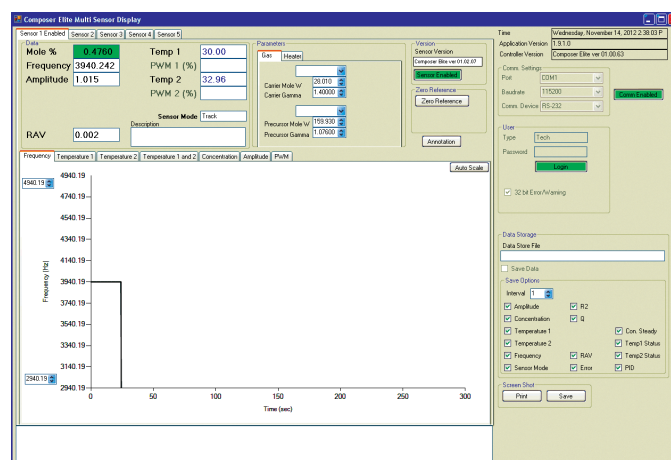 Composer Elite Multi Sensor Display
Sensor 1 Enabled Sensor 2 Sensor 3 Sensor 4 Sensor 5
Data
Mole % 0.4760 Temp 1 30.00
Frequency 3940.242 PWM 1 (%)
Amplitude 1.015 Temp 2 32.96
PWM 2 (%)
Sensor Mode Track
Description
RAV 0.002
Parameters
Gas Heater
Carrier Mole W 28.010
Carrier Gamma 1.40000
Precursor Mole W 159.930
Precursor Gamma 1.07600
Version
Sensor Version
Composer Elite ver 01.02.07
Sensor Enabled
Zero Reference
Zero Reference
Annotation
Time Wednesday, November 14, 2012 2:38:03 P
Application Version 1.9.1.0
Controller Version Composer Elite ver 01.00.63
Comm. Settings
Port COM1
Baudrate 115200
Comm. Device RS-232
Comm Enabled
User
Type Tech
Password
Login
32 bit Error/Warning
Frequency Temperature 1 Temperature 2 Temperature 1 and 2 Concentration Amplitude PWM
Auto Scale
4940.19
4940.19
4740.19
4540.19
4340.19
4140.19
3940.19
3740.19
3540.19
3340.19
3140.19
2940.19
2940.19
Frequency (Hz)
0 50 100 150 200 250 300
Time (sec)
Data Storage
Data Store File
Save Data
Save Options
Interval 1
Amplitude R2
Concentration Q
Temperature 1 Con. Steady
Temperature 2 Temp1 Status
Frequency RAV Temp2 Status
Sensor Mode Error PID
Screen Shot
Print Save